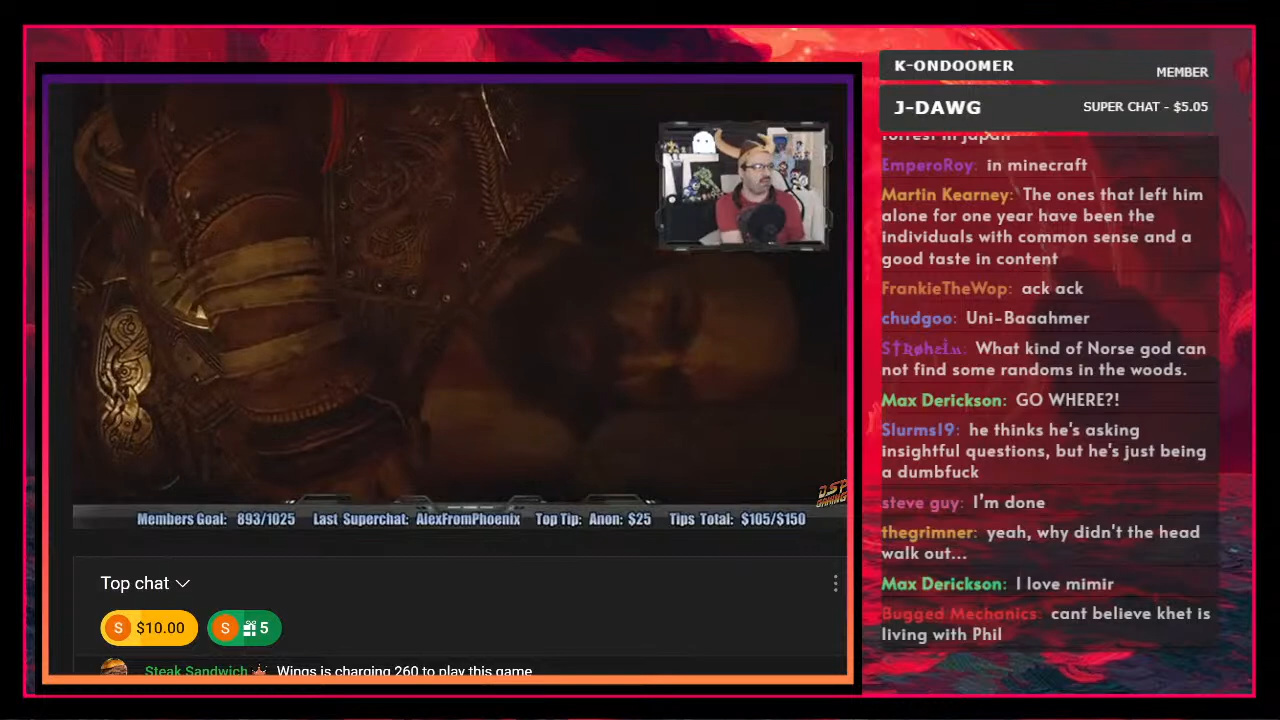 K-ONDOOMER
MEMBER
J-DAWG
SUPER CHAT - $5.05
forrest in japan
EmperoRoy: in minecraft
Martin Kearney: The ones that left him
alone for one year have been the
individuals with common sense and a
good taste in content
FrankieTheWop: ack ack
chudgoo: Uni-Baaahmer
What kind of Norse god can
not find some randoms in the woods.
Max Derickson: GO WHERE?!
Slurms19: he thinks he's asking
insightful questions, but he's just being
a dumbfuck
steve guy: I'm done
thegrimner: yeah, why didn't the head
walk out...
Max Derickson: I love mimir
Bugged Mechanics: cant believe khet is
living with Phil
DSP
GAMING
Members Goal: 893/1025 Last Superchat: AlexFromPhoenix Top Tip: Anon: $25 Tips Total: $105/$150
Top chat
S $10.00
S 5
Steak Sandwich Wings is charging 260 to play this game